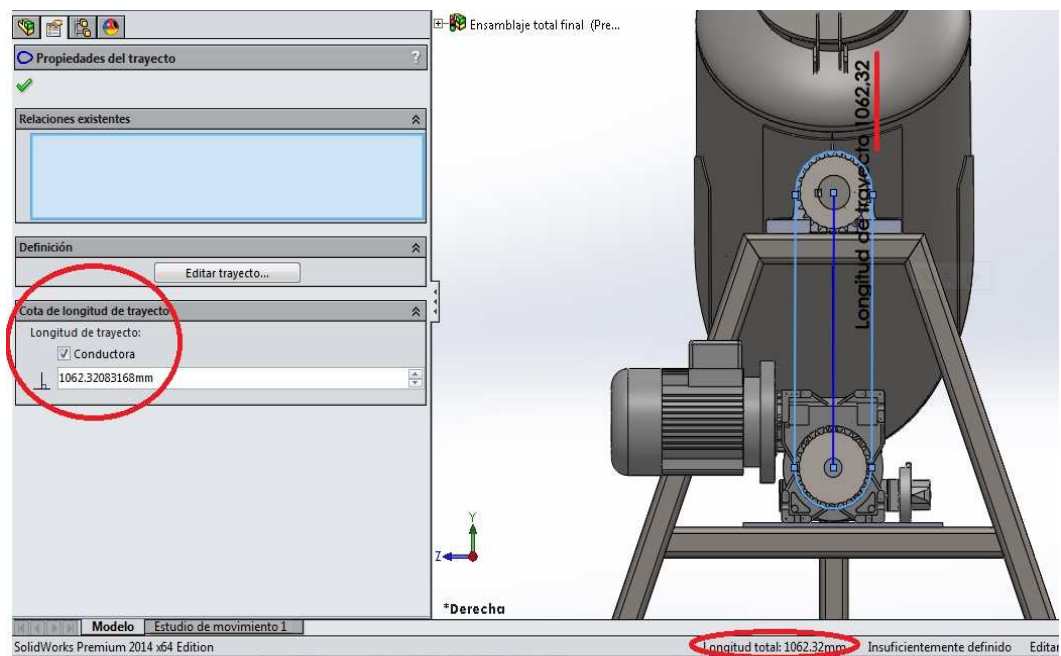 Propiedades del trayecto
?
Relaciones existentes
Definición
Editar trayecto...
Cota de longitud de trayecto
Longitud de trayecto:
Conductora
1062.32083168mm
Ensamblaje total final (Pre...
Longitud de trayecto 1062,32
Y
Z
*Derecha
Modelo
Estudio de movimiento 1
SolidWorks Premium 2014 x64 Edition
Longitud total: 1062.32mm
Insuficientemente definido
Editar